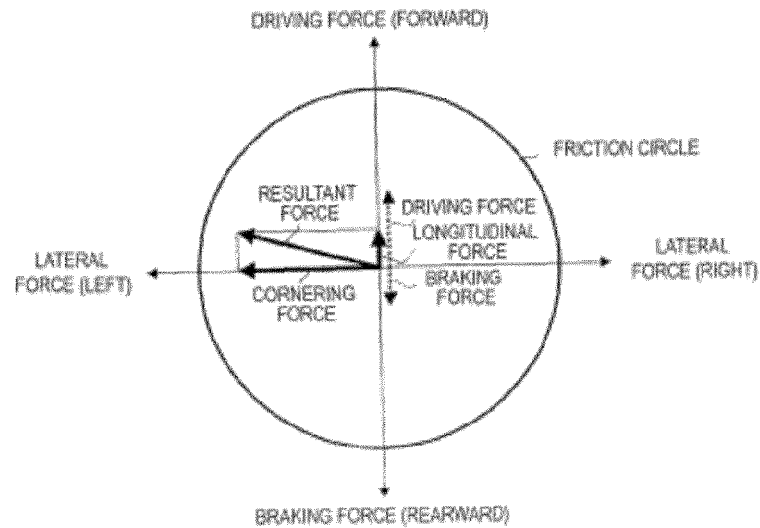 DRIVING FORCE (FORWARD)
FRICTION CIRCLE
RESULTANT
FORCE
DRIVING FORCE
LONGITUDINAL
FORCE
BRAKING
FORCE
LATERAL
FORCE (LEFT)
CORNERING
FORCE
LATERAL
FORCE (RIGHT)
BRAKING FORCE (REARWARD)